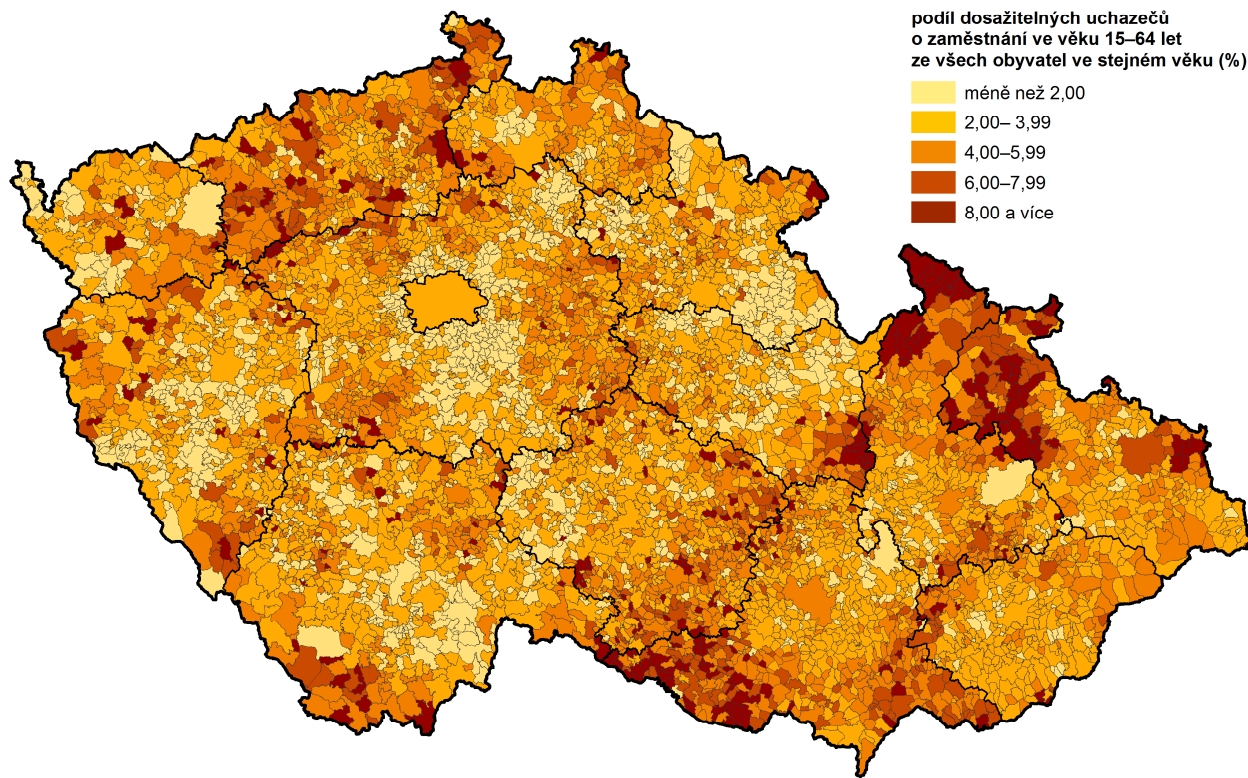 podíl dosažitelných uchazečů
o zaměstnání ve věku 15–64 let
ze všech obyvatel ve stejném věku (%)
méně než 2,00
2,00– 3,99
4,00–5,99
6,00–7,99
8,00 a více